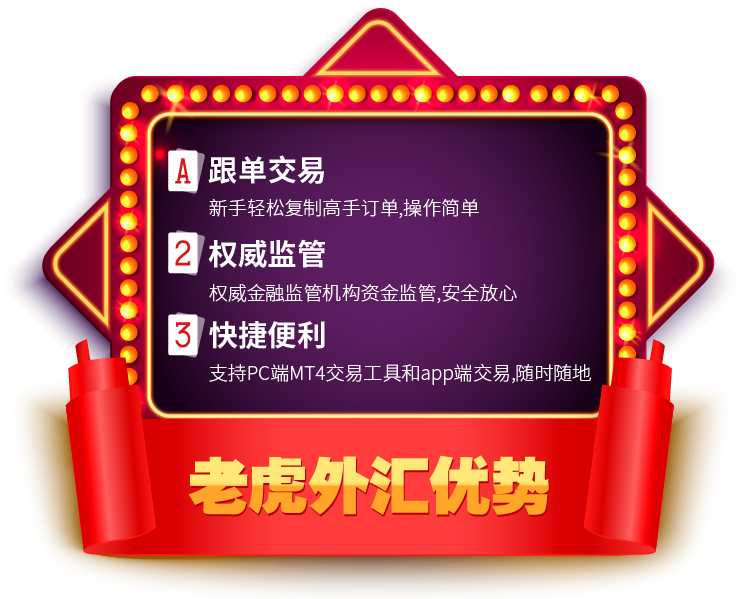 A 跟单交易
新手轻松复制高手订单,操作简单
2 权威监管
权威金融监管机构资金监管,安全放心
3 快捷便利
支持PC端MT4交易工具和app端交易,随时随地
老虎外汇优势